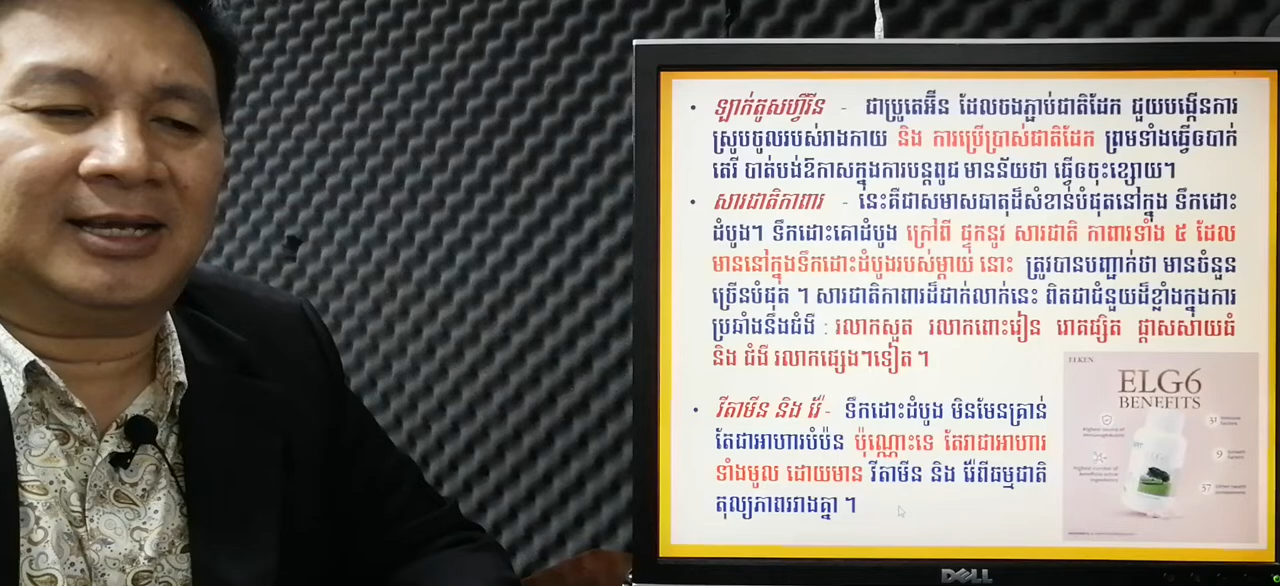 • ឡាក់តូសហ្វឺរីន - ជាប្រូតេអ៊ីន ដែលចងភ្ជាប់ជាតិដែក ជួយបង្កើនការ
ស្រូបចូលរបស់រាងកាយ និង ការប្រើប្រាស់ជាតិដែក ព្រមទាំងធ្វើឲបាក់
តេរី បាត់បង់ឱកាសក្នុងការបន្តពូជ មានន័យថា ធ្វើឲចុះខ្សោយ។
• សារជាតិភាពារ - នេះគឺជាសមាសធាតុដ៏សំខាន់បំផុតនៅក្នុង ទឹកដោះ
ដំបូង។ ទឹកដោះគោដំបូង ក្រៅពី ផ្ទុកនូវ សារជាតិ កាពារទាំង ៥ ដែល
មាននៅក្នុងទឹកដោះដំបូងរបស់ម្តាយ នោះ ត្រូវបានបញ្ជាក់ថា មានចំនួន
ច្រើនបំផុត ។ សារជាតិកាពារដ៏ជាក់លាក់នេះ ពិតជាជំនួយដ៏ខ្លាំងក្នុងការ
ប្រឆាំងនឹងជំងឺ : រលាកសួត រលាកពោះវៀន រោគផ្សិត ផ្តាសសាយធំ
និង ជំងឺ រលាកផ្សេងៗទៀត ។
• វីតាមីន និង រ៉ែ - ទឹកដោះដំបូង មិនមែនគ្រាន់
តែជាអាហារបំប៉ន ប៉ុណ្ណោះទេ តែវាជាអាហារ
ទាំងមូល ដោយមាន វីតាមីន និង រ៉ែពីធម្មជាតិ
តុល្យភាពរវាងគ្នា ។
ELKEN
ELG6
BENEFITS
31
9
57
DELL